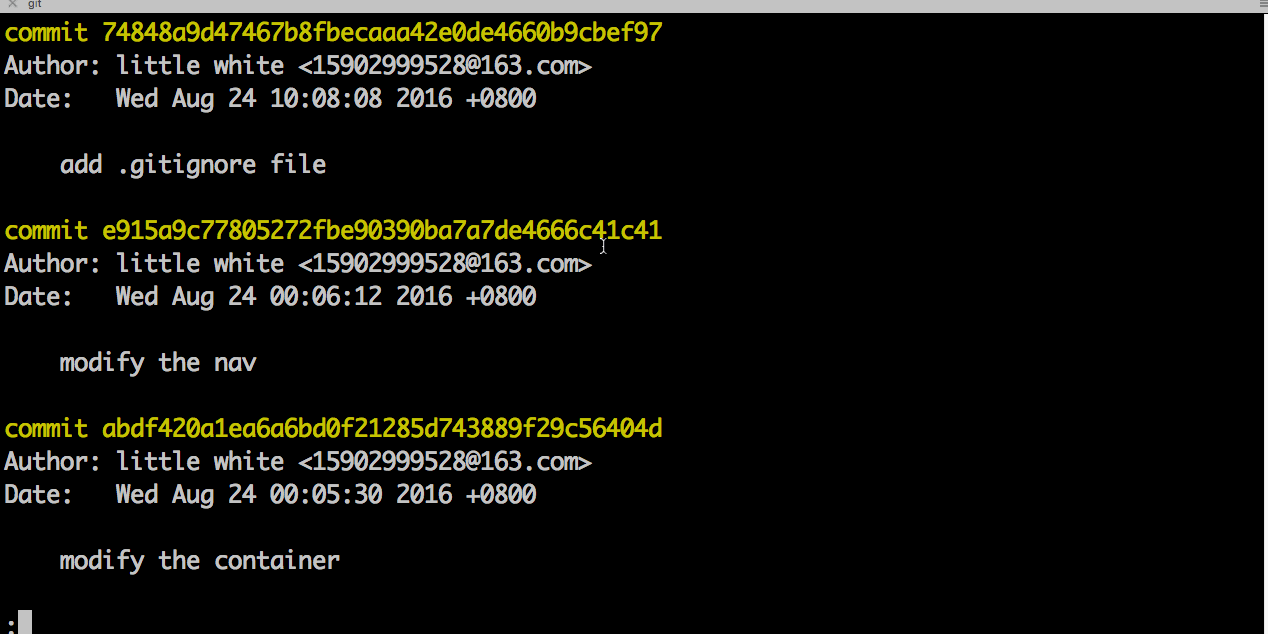 git
commit 74848a9d47467b8fbecaaa42e0de4660b9cbef97
Author: little white <15902999528@163.com>
Date:   Wed Aug 24 10:08:08 2016 +0800
    add .gitignore file
commit e915a9c77805272fbe90390ba7a7de4666c41c41
Author: little white <15902999528@163.com>
Date:   Wed Aug 24 00:06:12 2016 +0800
    modify the nav
commit abdf420a1ea6a6bd0f21285d743889f29c56404d
Author: little white <15902999528@163.com>
Date:   Wed Aug 24 00:05:30 2016 +0800
    modify the container
: